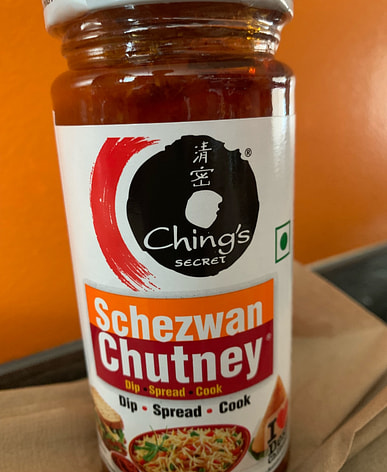 清
密
®
Ching's
SECRET
Schezwan
Chutney®
Dip • Spread • Cook
Dip • Spread • Cook
I